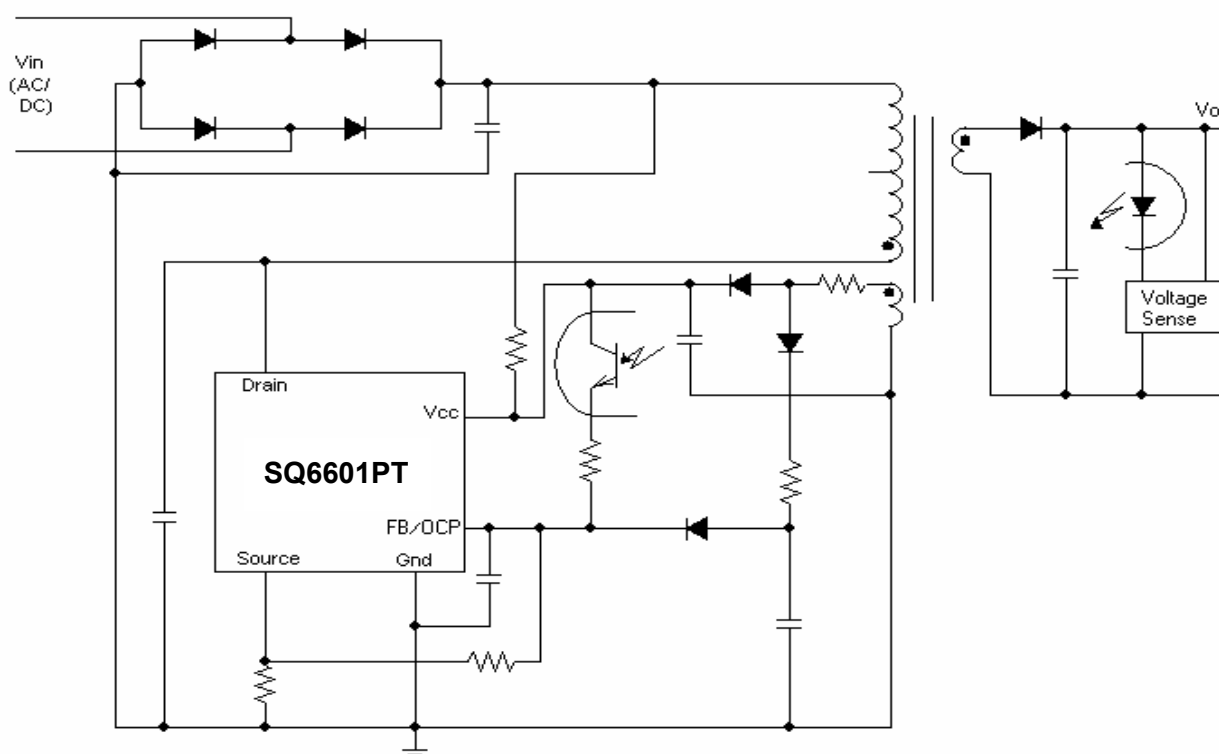 Vin
(AC/
DC)
Vo
Voltage
Sense
Drain
Vcc
SQ6601PT
FB/OCP
Source
Gnd